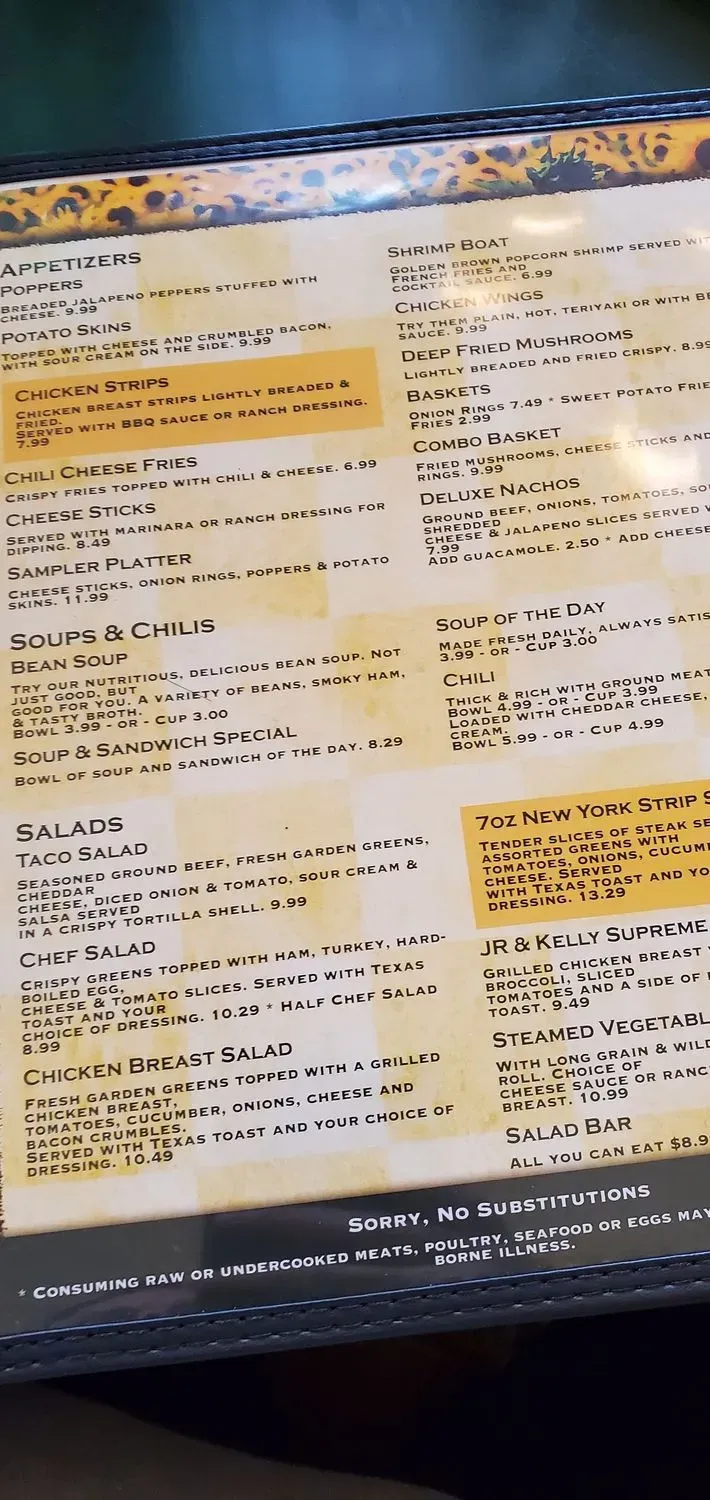 Appetizers
Poppers
Breaded jalapeno peppers stuffed with
cheese. 9.99
Potato Skins
Topped with cheese and crumbled bacon,
with sour cream on the side. 9.99
Chicken Strips
Chicken breast strips lightly breaded &
fried.
Served with BBQ sauce or ranch dressing.
7.99
Chili Cheese Fries
Crispy fries topped with chili & cheese. 6.99
Cheese Sticks
Served with marinara or ranch dressing for
dipping. 8.49
Sampler Platter
Cheese sticks, onion rings, poppers & potato
skins. 11.99
Shrimp Boat
Golden brown popcorn shrimp served
French fries and
cocktail sauce. 6.99
Chicken Wings
Try them plain, hot, teriyaki or with
sauce. 9.99
Deep Fried Mushrooms
Lightly breaded and fried crispy. 8.99
Baskets
Onion Rings 7.49 * Sweet Potato
Fries 2.99
Combo Basket
Fried mushrooms, cheese sticks and
rings. 9.99
Deluxe Nachos
Ground beef, onions, tomatoes,
shredded
cheese & jalapeno slices served
7.99
Add guacamole. 2.50 * Add cheese
Soups & Chilis
Bean Soup
Try our nutritious, delicious bean soup. Not
just good, but
good for you. A variety of beans, smoky ham,
& tasty broth.
Bowl 3.99 - or - Cup 3.00
Soup & Sandwich Special
Bowl of soup and sandwich of the day. 8.29
Soup of the Day
Made fresh daily, always
3.99 - or - Cup 3.00
Chili
Thick & rich with ground meat
Bowl 4.99 - or - Cup 3.99
Loaded with cheddar cheese,
cream.
Bowl 5.99 - or - Cup 4.99
Salads
Taco Salad
Seasoned ground beef, fresh garden greens,
cheddar
cheese, diced onion & tomato, sour cream &
salsa served
in a crispy tortilla shell. 9.99
Chef Salad
Crispy greens topped with ham, turkey, hard-
boiled egg,
cheese & tomato slices. Served with Texas
toast and your
choice of dressing. 10.29 * Half Chef Salad
8.99
Chicken Breast Salad
Fresh garden greens topped with a grilled
chicken breast,
tomatoes, cucumber, onions, cheese and
bacon crumbles.
Served with Texas toast and your choice of
dressing. 10.49
7oz New York Strip
Tender slices of steak
assorted greens with
tomatoes, onions,
cheese. Served
with Texas toast and
dressing. 13.29
Jr & Kelly Supreme
Grilled chicken breast
broccoli, sliced
tomatoes and a side of
toast. 9.49
Steamed
With long grain &
roll. Choice of
cheese sauce or
breast. 10.99
Salad Bar
All you can eat
Sorry, No Substitutions
* Consuming raw or undercooked meats, poultry, seafood or eggs may
borne illness.